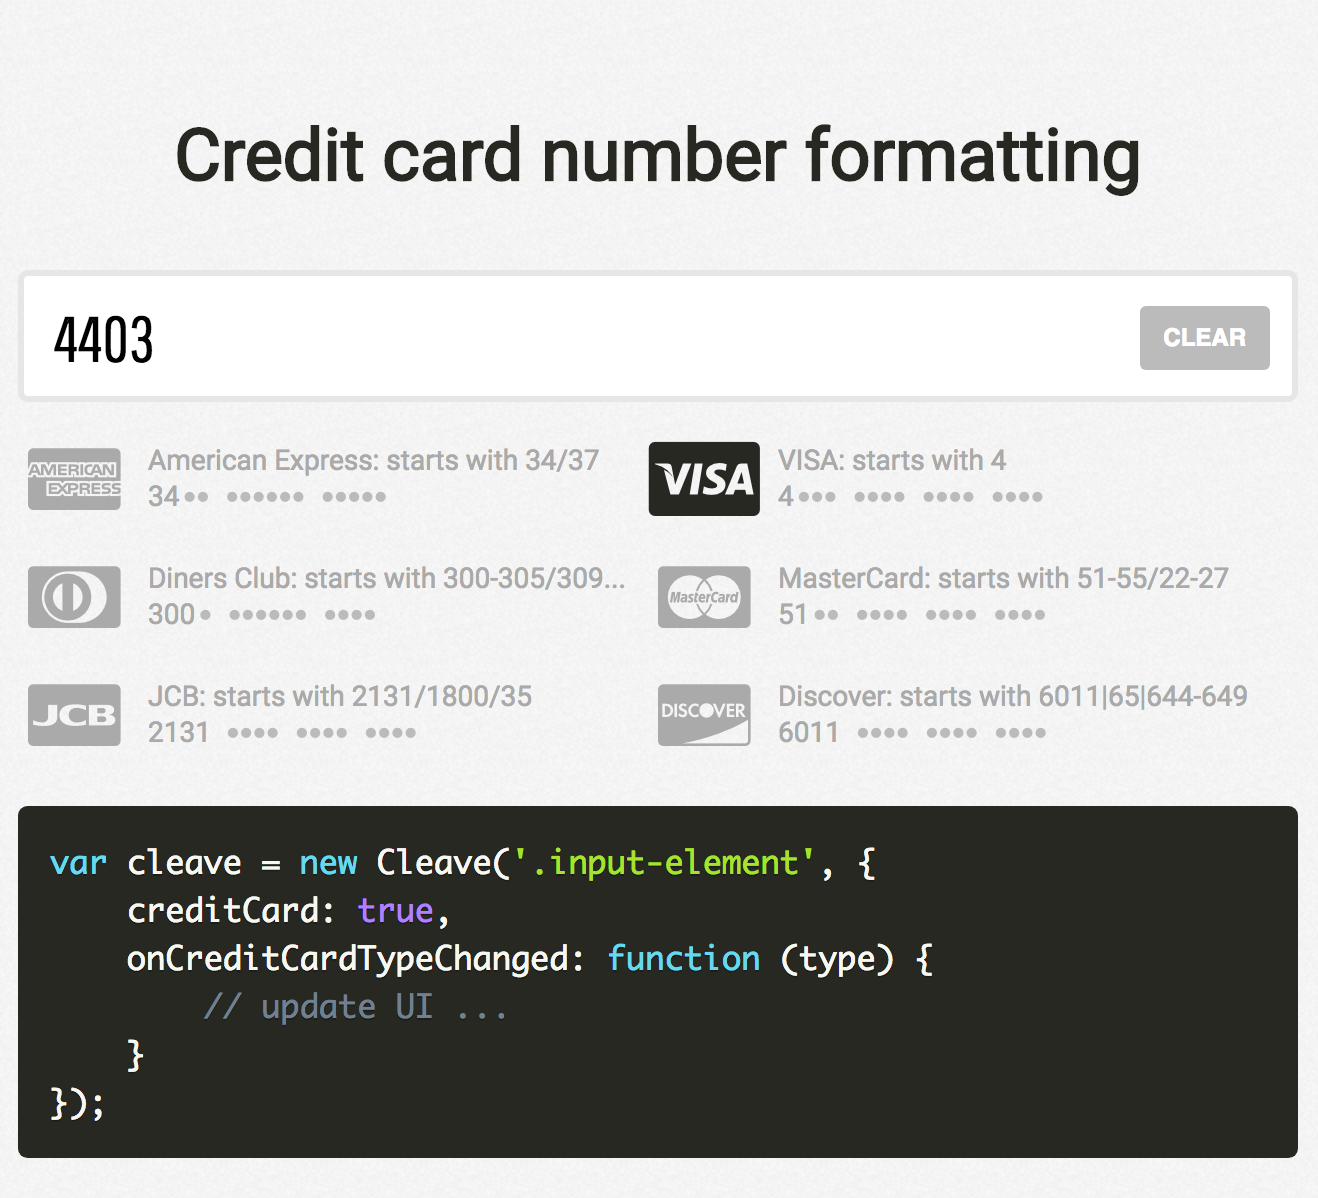 Credit card number formatting
4403
CLEAR
AMERICAN EXPRESS
American Express: starts with 34/37
34•• •••••• •••••
VISA
VISA: starts with 4
4••• •••• •••• ••••
Diners Club: starts with 300-305/309...
300• •••••• ••••
MasterCard
MasterCard: starts with 51-55/22-27
51•• •••• •••• ••••
JCB
JCB: starts with 2131/1800/35
2131 •••• •••• ••••
DISCOVER
Discover: starts with 6011|65|644-649
6011 •••• •••• ••••
var cleave = new Cleave('.input-element', {
    creditCard: true,
    onCreditCardTypeChanged: function (type) {
        // update UI ...
    }
});